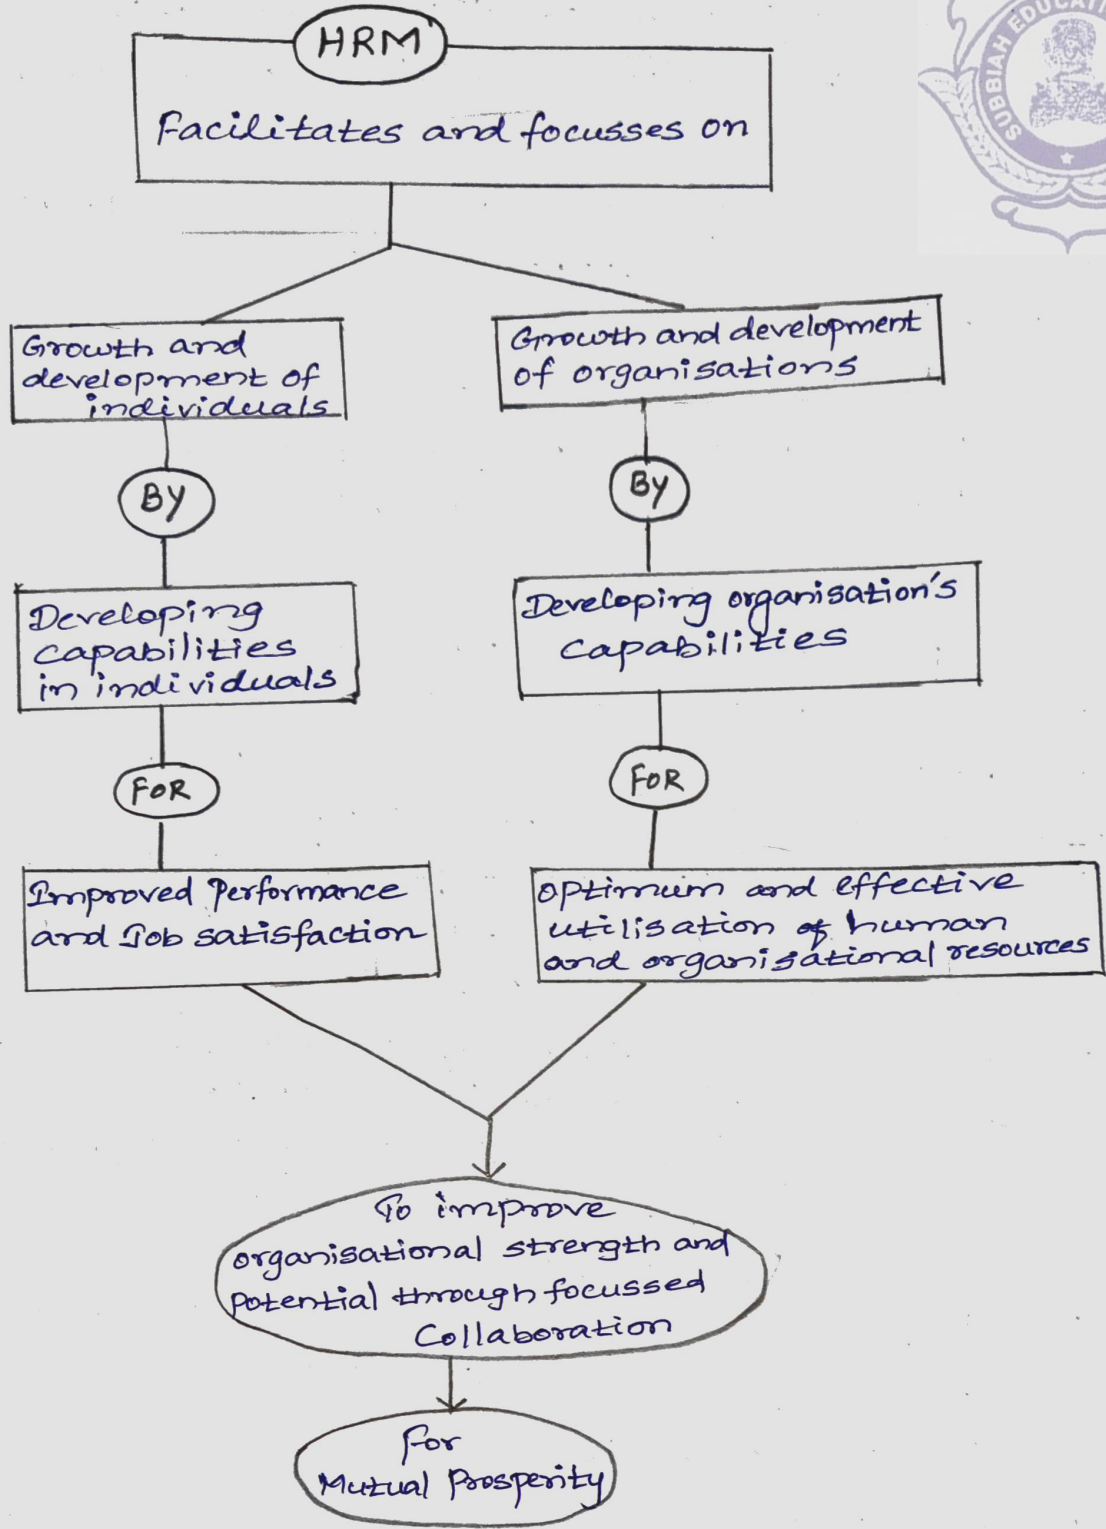 HRM
Facilitates and focusses on
Growth and
development of
individuals
Growth and development
of organisations
BY
By
Developing
capabilities
in individuals
Developing organisation's
capabilities
FOR
FOR
Improved Performance
and Job satisfaction
Optimum and effective
utilisation of human
and organisational resources
To improve
organisational strength and
Potential through focussed
Collaboration
For
Mutual Prosperity
SUBBIAH